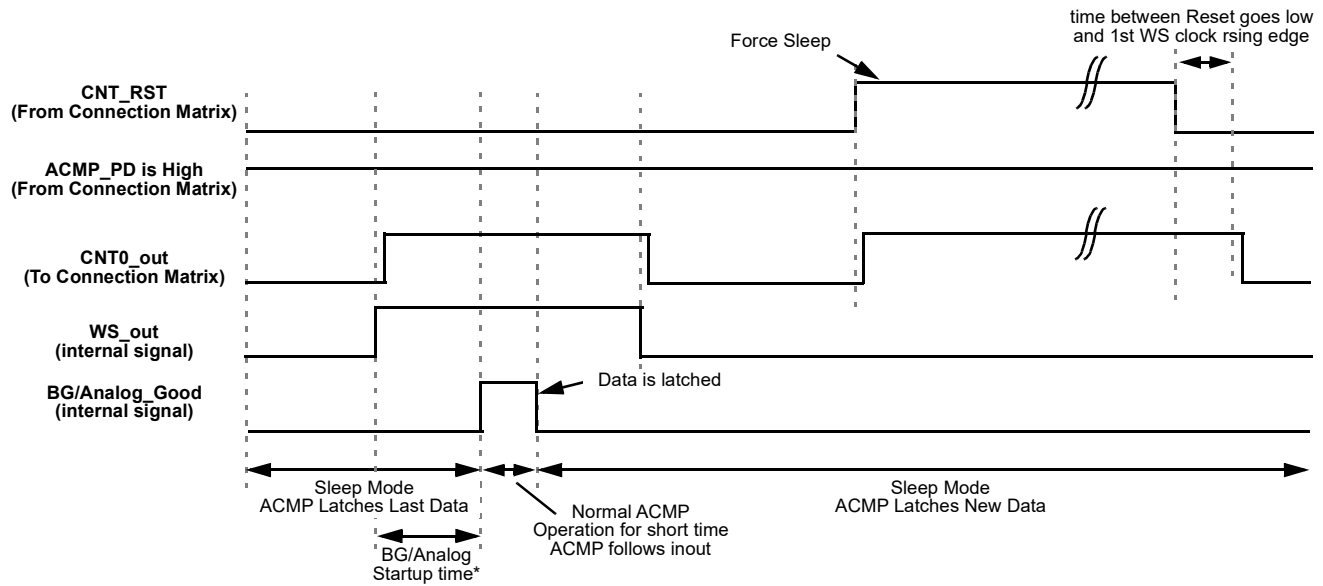 time between Reset goes low
and 1st WS clock rsing edge
Force Sleep
CNT_RST
(From Connection Matrix)
ACMP_PD is High
(From Connection Matrix)
CNT0_out
(To Connection Matrix)
WS_out
(internal signal)
BG/Analog_Good
(internal signal)
Data is latched
Sleep Mode
ACMP Latches Last Data
Normal ACMP
Operation for short time
ACMP follows inout
Sleep Mode
ACMP Latches New Data
BG/Analog
Startup time*